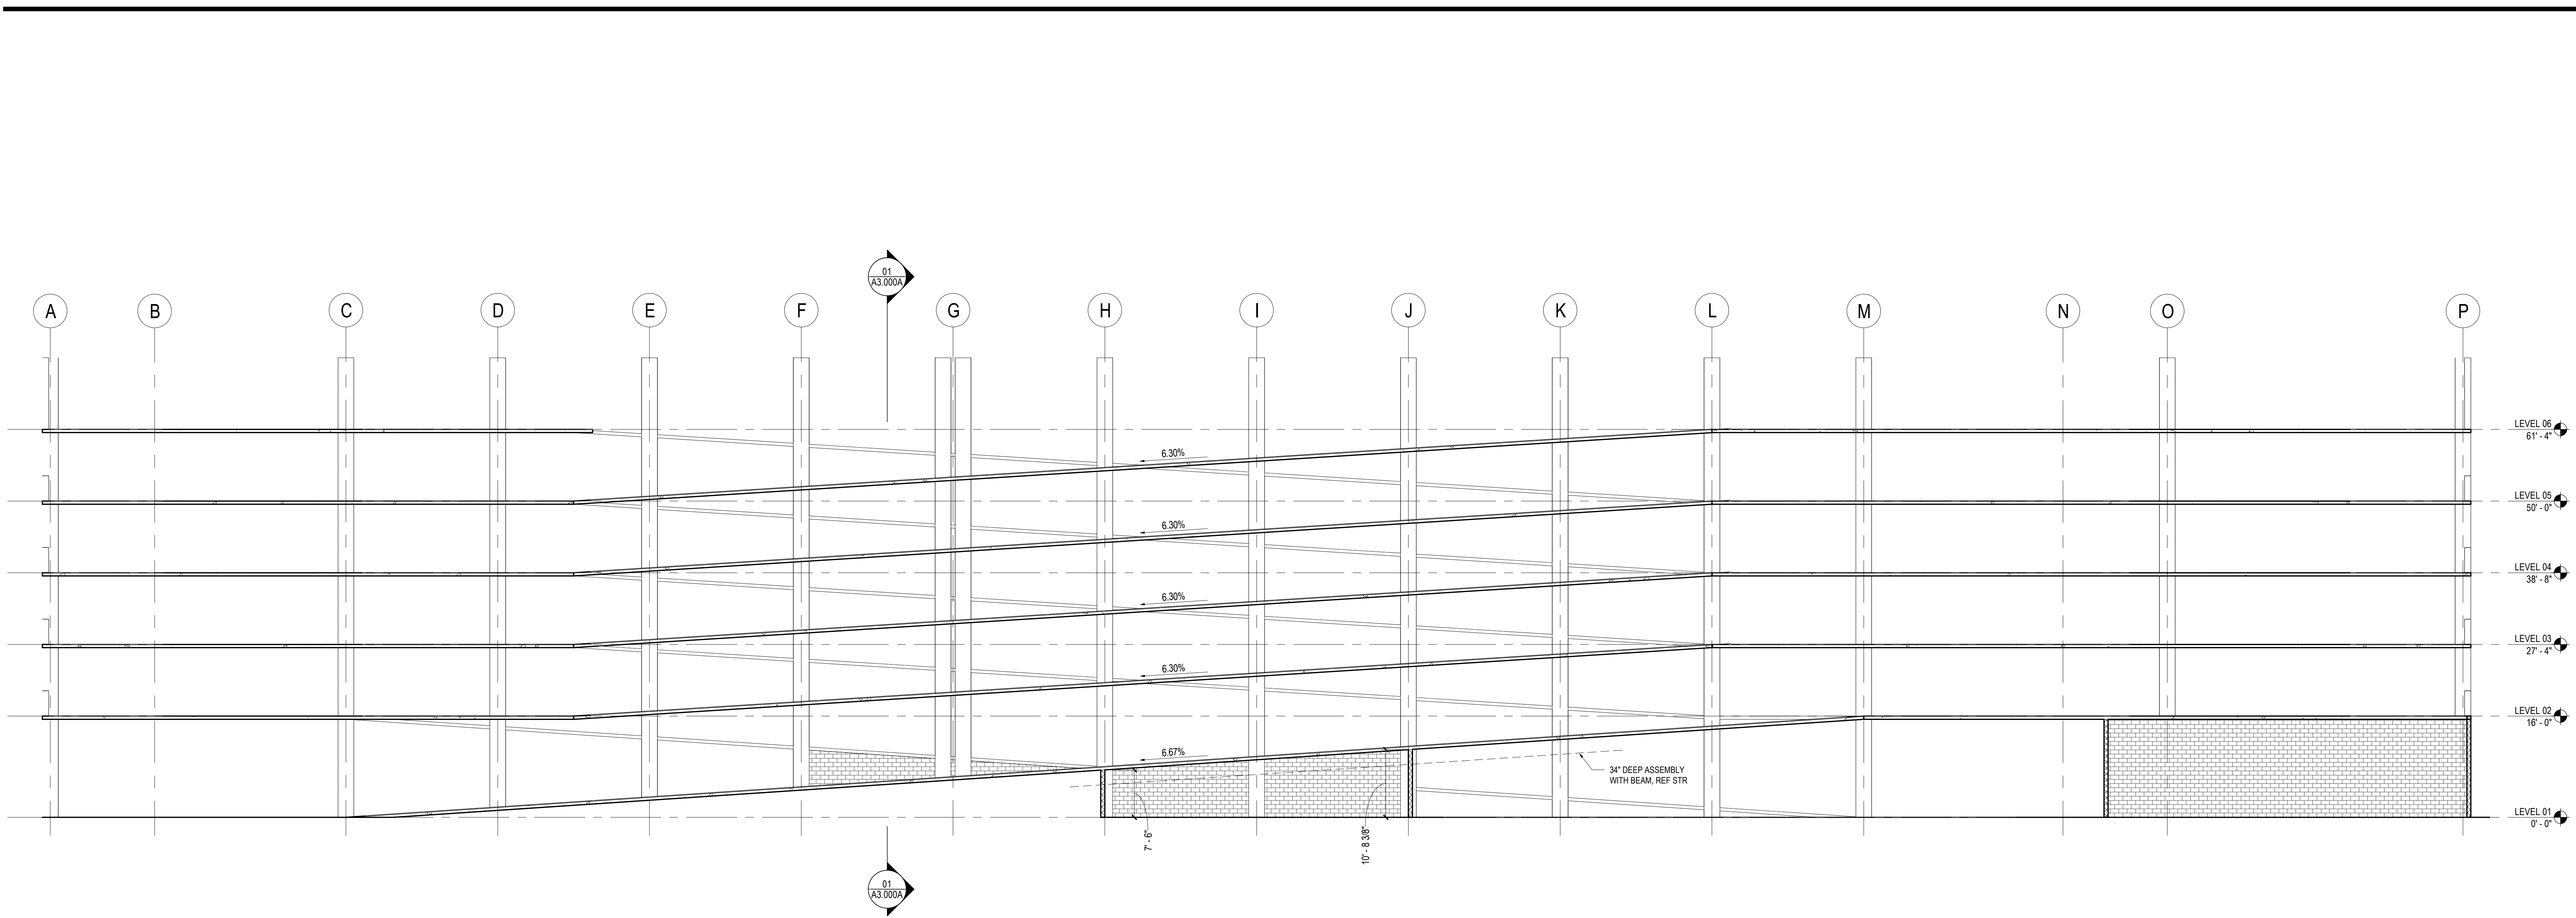 01
A3.000A
A
B
C
D
E
F
G
H
I
J
K
L
M
N
O
P
LEVEL 06
61' - 4"
6.30%
LEVEL 05
50' - 0"
6.30%
LEVEL 04
38' - 8"
6.30%
LEVEL 03
27' - 4"
6.30%
LEVEL 02
16' - 0"
6.67%
34" DEEP ASSEMBLY
WITH BEAM, REF STR
LEVEL 01
0' - 0"
7' - 6"
10' - 8 3/8"
01
A3.000A